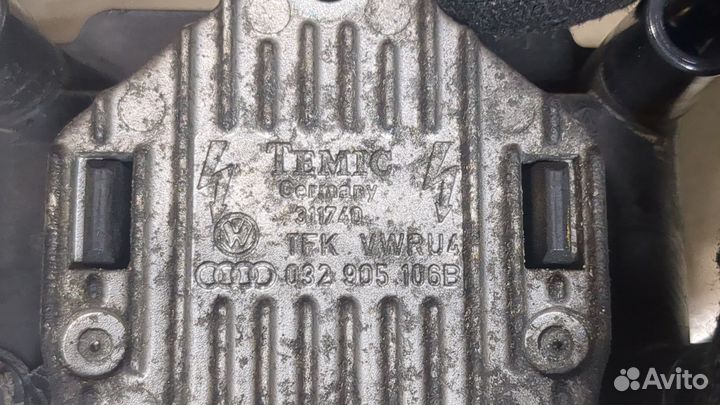 TEMIC
Germany
311740
TFK VWRU4
032 905 106B
Avito